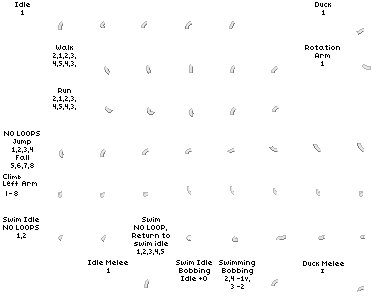 Idle
1
Duck
1
Walk
2,1,2,3,
4,5,4,3,
Rotation
Arm
1
Run
2,1,2,3,
4,5,4,3,
NO LOOPS
Jump
1,2,3,4
Fall
5,6,7,8
Climb
Left Arm
1-8
Swim Idle
NO LOOPS
1,2
Swim
NO LOOP,
Return to
swim idle
1,2,3,4,5
Idle Melee
1
Swim Idle
Bobbing
Idle +0
Swimming
Bobbing
2,4 -1v,
3 -2
Duck Melee
1